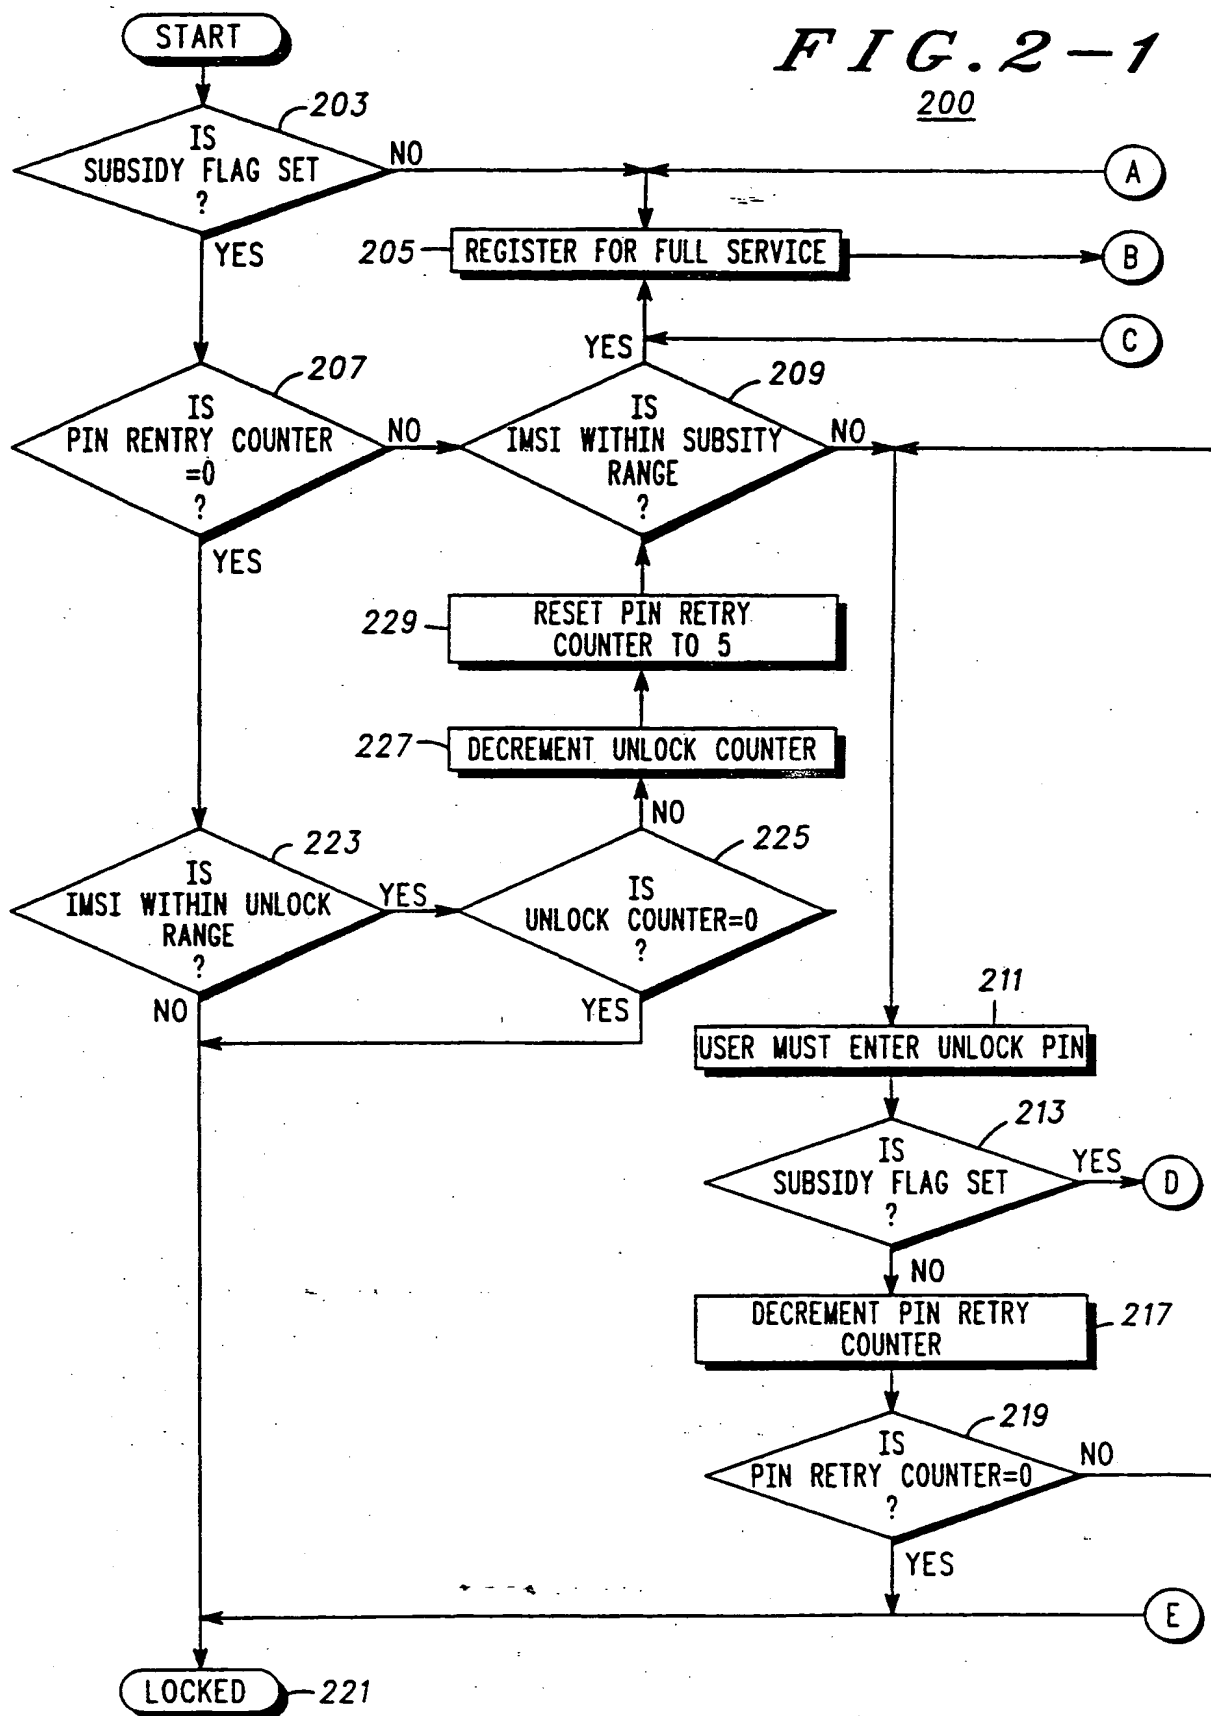 START
FIG. 2-1
200
203
IS
SUBSIDY FLAG SET
?
NO
A
YES
205
REGISTER FOR FULL SERVICE
B
C
YES
207
IS
PIN RENTRY COUNTER
=0
?
NO
209
IS
IMSI WITHIN SUBSITY
RANGE
?
NO
YES
229
RESET PIN RETRY
COUNTER TO 5
227
DECREMENT UNLOCK COUNTER
NO
223
IS
IMSI WITHIN UNLOCK
RANGE
?
YES
225
IS
UNLOCK COUNTER=0
?
NO
YES
211
USER MUST ENTER UNLOCK PIN
213
IS
SUBSIDY FLAG SET
?
YES
D
NO
DECREMENT PIN RETRY
COUNTER
217
219
IS
PIN RETRY COUNTER=0
?
NO
YES
E
LOCKED
221